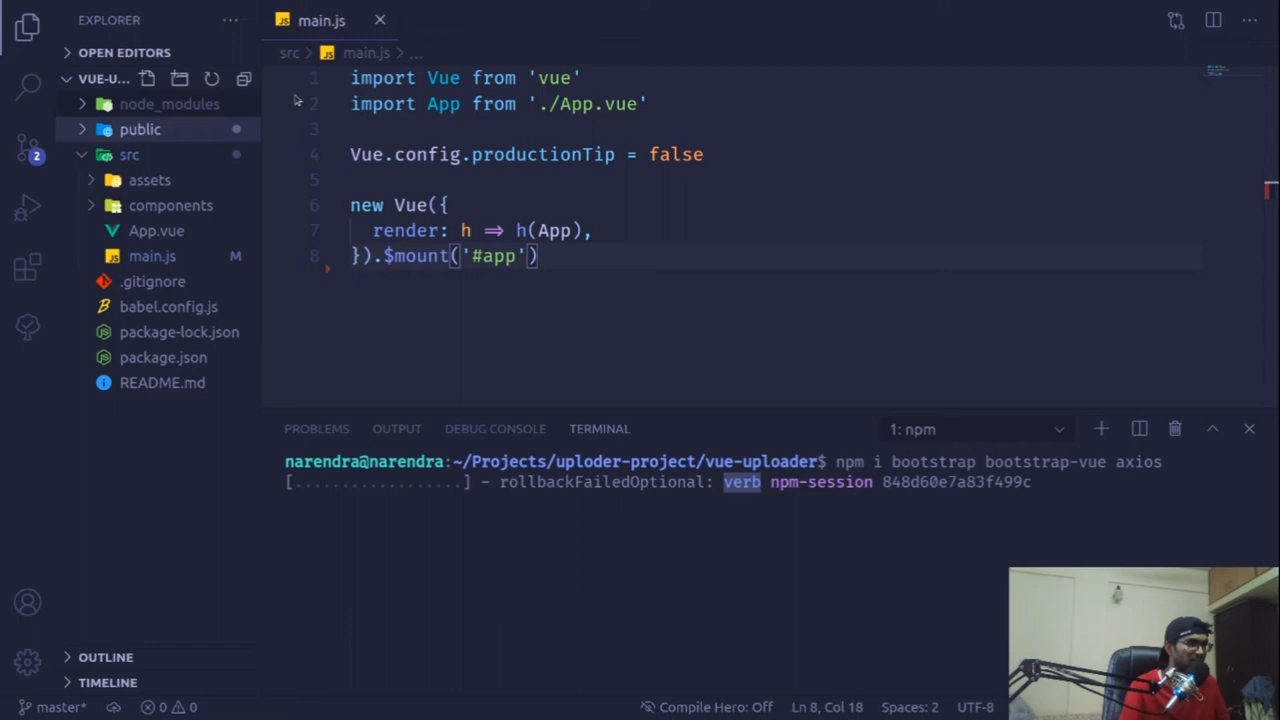 EXPLORER
OPEN EDITORS
VUE-U...
node_modules
public
src
assets
components
App.vue
main.js M
.gitignore
babel.config.js
package-lock.json
package.json
README.md
OUTLINE
TIMELINE
2
main.js
src > main.js > ...
1 import Vue from 'vue'
2 import App from './App.vue'
3
4 Vue.config.productionTip = false
5
6 new Vue({
7 render: h ⇒ h(App),
8 }).$mount('#app')
PROBLEMS OUTPUT DEBUG CONSOLE TERMINAL 1: npm
narendra@narendra:~/Projects/uploder-project/vue-uploader$ npm i bootstrap bootstrap-vue axios
[..................] - rollbackFailedOptional: verb npm-session 848d60e7a83f499c
master* 0 0 Compile Hero: Off Ln 8, Col 18 Spaces: 2 UTF-8